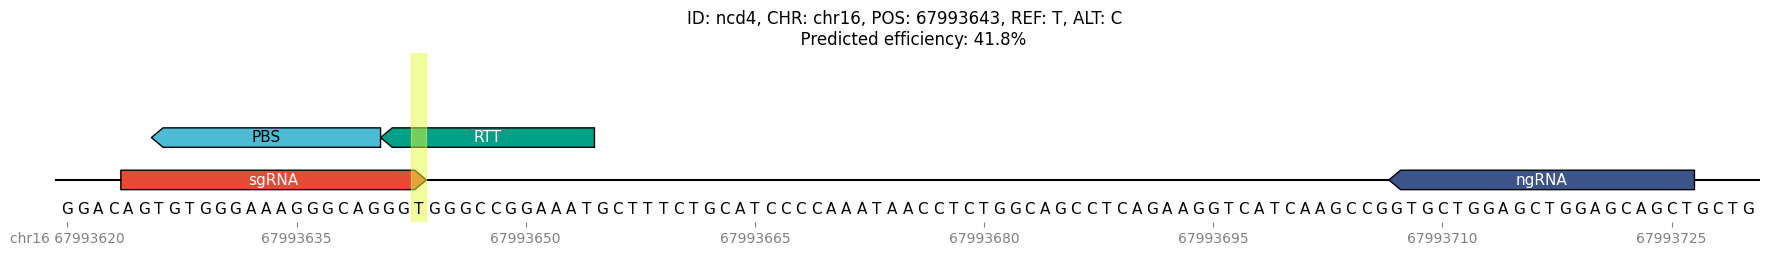 ID: ncd4, CHR: chr16, POS: 67993643, REF: T, ALT: C
Predicted efficiency: 41.8%
PBS RTT
sgRNA ngRNA
G G A C A G T G T G G G A A A G G G C A G G G T G G G C C G G A A A T G C T T T C T G C A T C C C C A A A T A A C C T C T G G C A G C C T C A G A A G G T C A T C A A G C C G G T G C T G G A G C T G G A G C A G C T G C T G
chr16 67993620 67993635 67993650 67993665 67993680 67993695 67993710 67993725